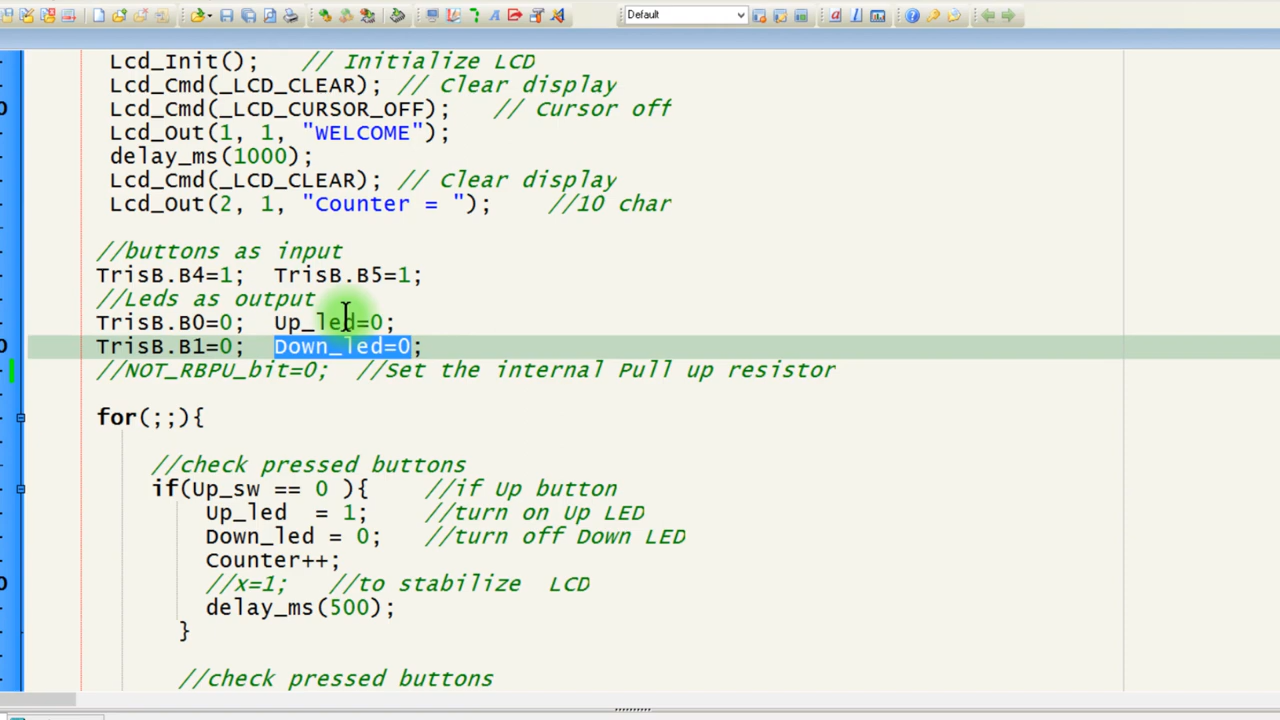 Default
Lcd_Init();   // Initialize LCD
Lcd_Cmd(_LCD_CLEAR); // Clear display
Lcd_Cmd(_LCD_CURSOR_OFF);   // Cursor off
Lcd_Out(1, 1, "WELCOME");
delay_ms(1000);
Lcd_Cmd(_LCD_CLEAR); // Clear display
Lcd_Out(2, 1, "Counter = ");    //10 char
//buttons as input
TrisB.B4=1;  TrisB.B5=1;
//Leds as output
TrisB.B0=0;  Up_led=0;
TrisB.B1=0;  Down_led=0;
//NOT_RBPU_bit=0;  //Set the internal Pull up resistor
for(;;){
//check pressed buttons
if(Up_sw == 0 ){    //if Up button
Up_led  = 1;    //turn on Up LED
Down_led = 0;   //turn off Down LED
Counter++;
//x=1;   //to stabilize  LCD
delay_ms(500);
}
//check pressed buttons